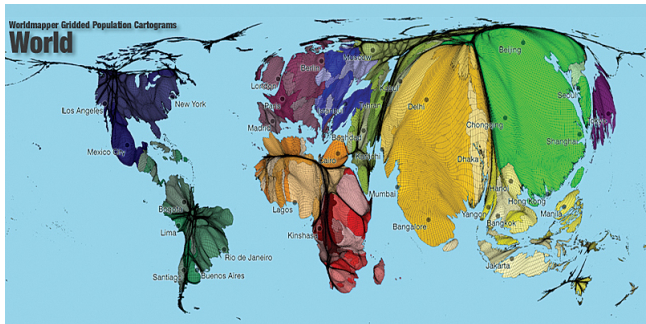 Worldmapper Gridded Population Cartograms
World
Beijing
Moscow
Berlin
London
Seoul
Paris
Istanbul
Los Angeles
New York
Delhi
Tokyo
Chongqing
Madrid
Shanghai
Baghdad
Mexico City
Cairo
Karachi
Dhaka
Hanoi
Mumbai
Hong Kong
Bogota
Lagos
Yangon
Manila
Bangkok
Lima
Bangalore
Kinshasa
Rio de Janeiro
Jakarta
Santiago
Buenos Aires